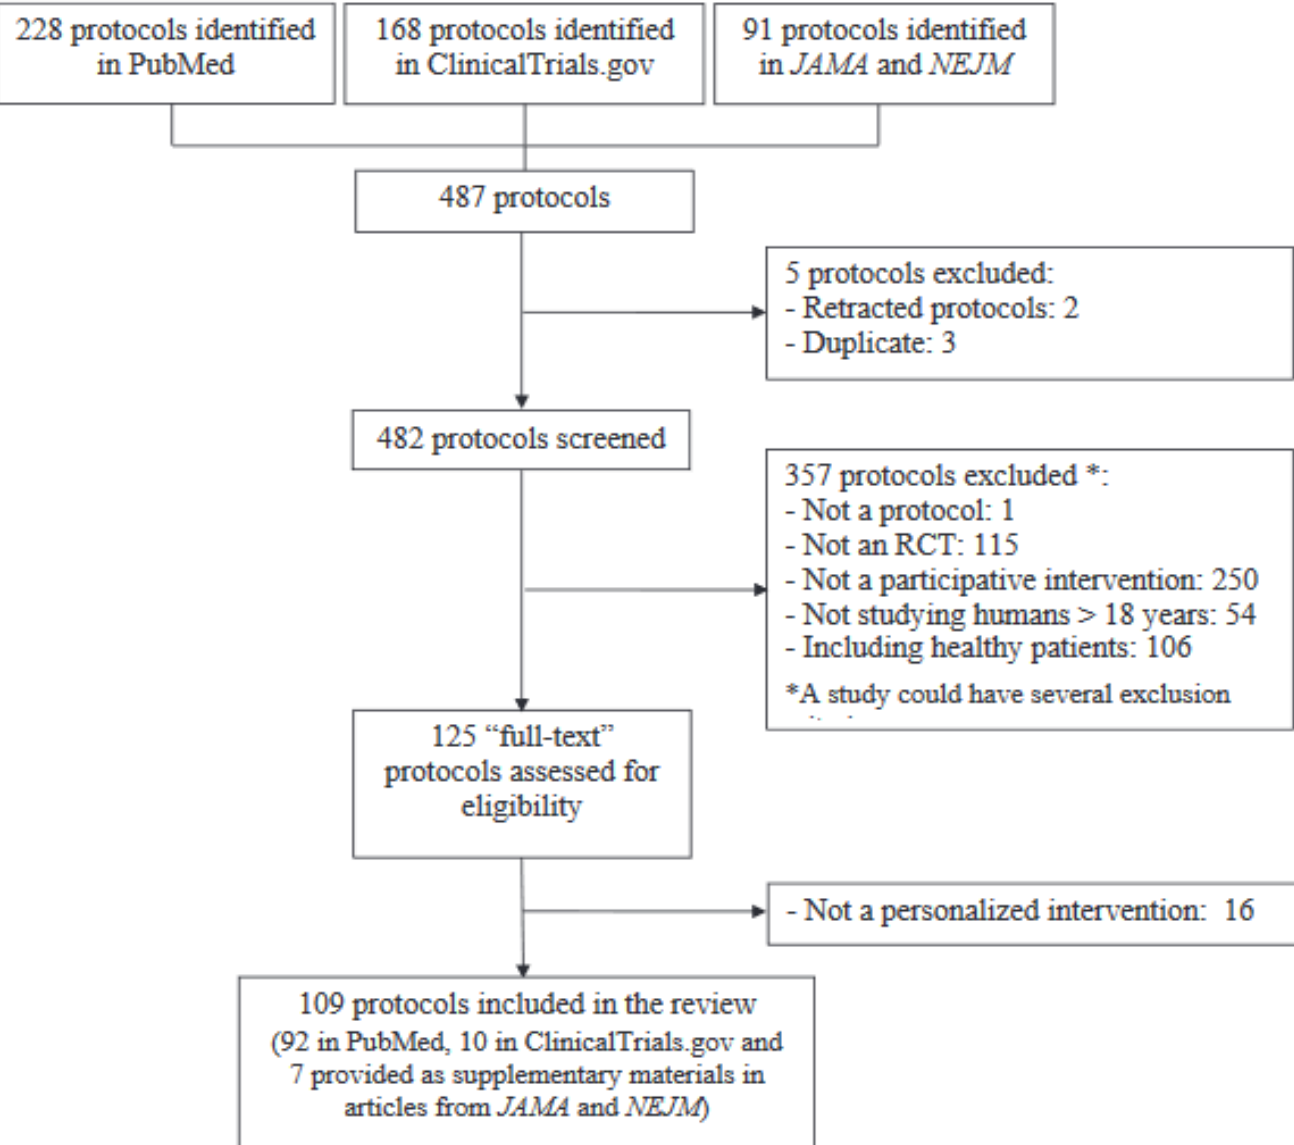 228 protocols identified
in PubMed
168 protocols identified
in ClinicalTrials.gov
91 protocols identified
in JAMA and NEJM
487 protocols
5 protocols excluded:
- Retracted protocols: 2
- Duplicate: 3
482 protocols screened
357 protocols excluded *:
- Not a protocol: 1
- Not an RCT: 115
- Not a participative intervention: 250
- Not studying humans > 18 years: 54
- Including healthy patients: 106
*A study could have several exclusion
125 “full-text”
protocols assessed for
eligibility
- Not a personalized intervention: 16
109 protocols included in the review
(92 in PubMed, 10 in ClinicalTrials.gov and
7 provided as supplementary materials in
articles from JAMA and NEJM)